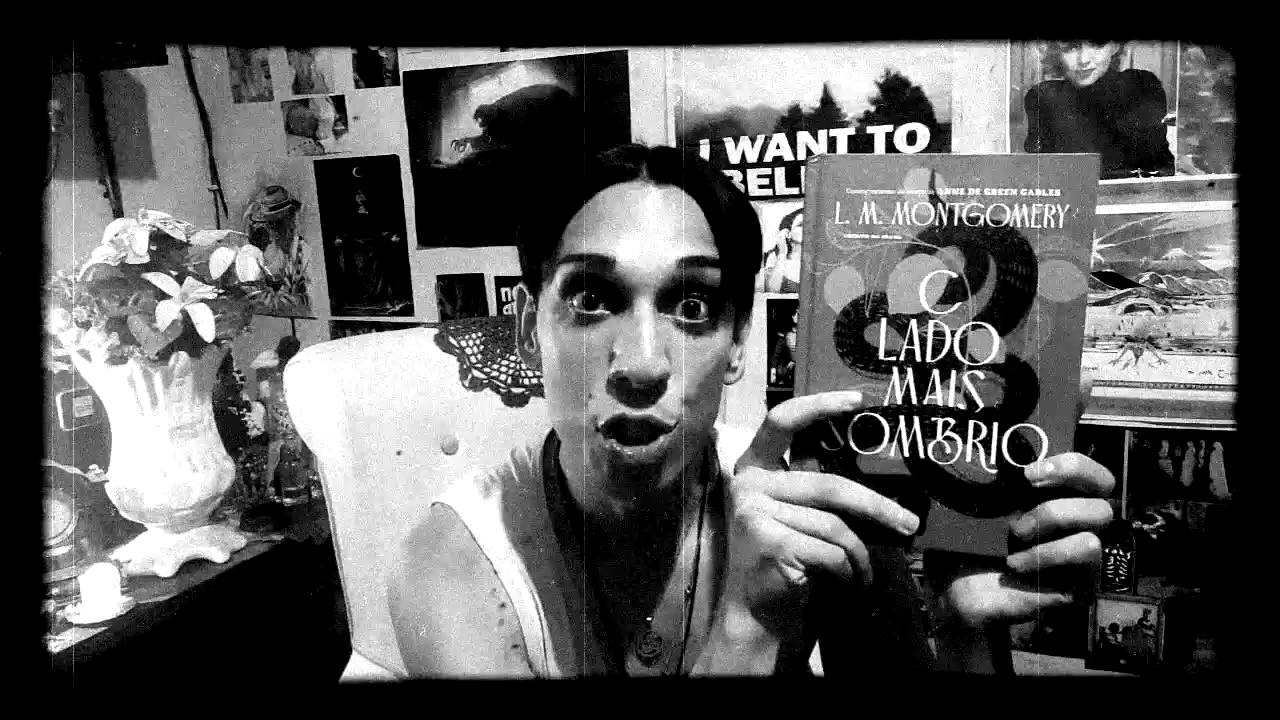 I WANT TO
BELI
ANNE DE GREEN GABLES
L. M. MONTGOMERY
O
LADO
MAIS
SOMBRIO